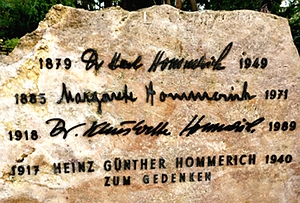 1879 Dr Karl Hommerich 1949
1883 Margarete Hommerich 1971
1918 Dr. Hommerich 1989
1917 HEINZ GÜNTHER HOMMERICH 1940
ZUM GEDENKEN